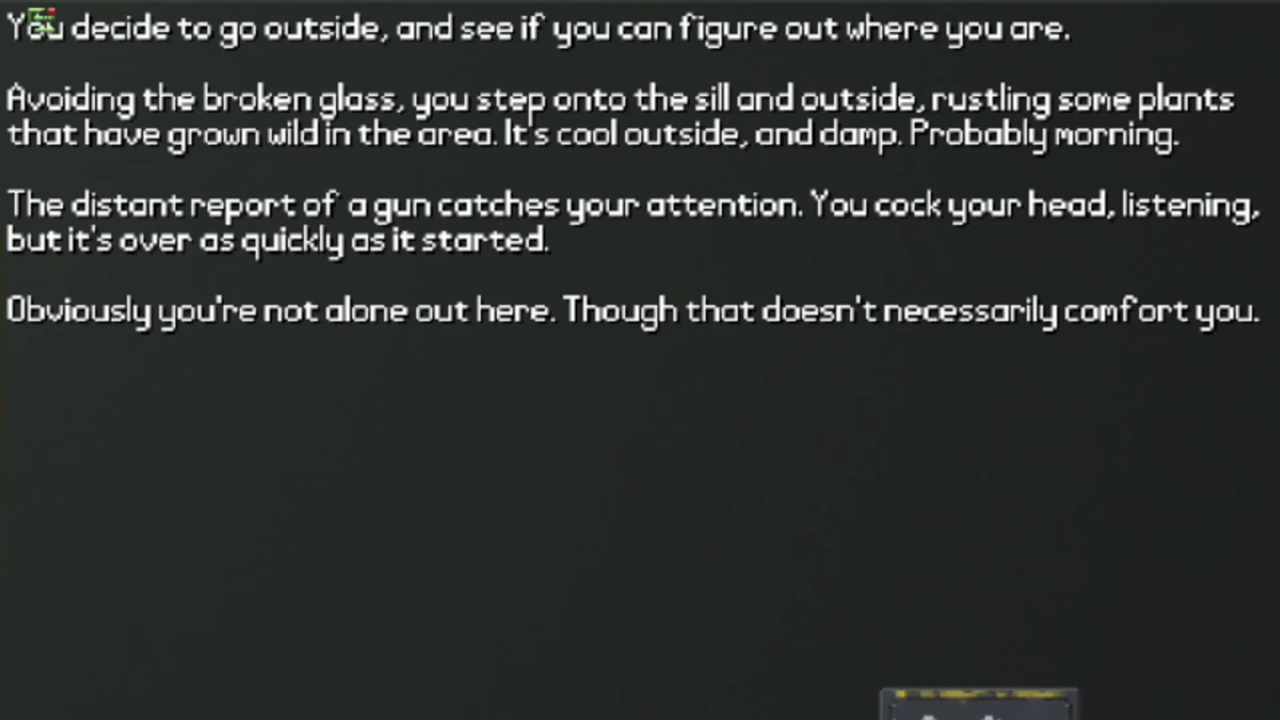 You decide to go outside, and see if you can figure out where you are.
Avoiding the broken glass, you step onto the sill and outside, rustling some plants
that have grown wild in the area. It's cool outside, and damp. Probably morning.
The distant report of a gun catches your attention. You cock your head, listening,
but it's over as quickly as it started.
Obviously you're not alone out here. Though that doesn't necessarily comfort you.